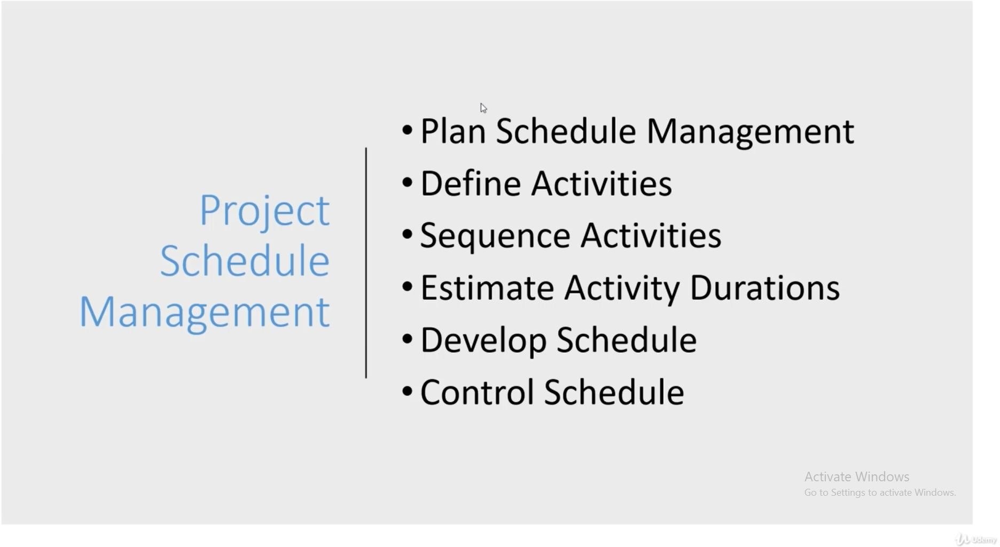 Project
Schedule
Management
• Plan Schedule Management
• Define Activities
• Sequence Activities
• Estimate Activity Durations
• Develop Schedule
• Control Schedule
Activate Windows
Go to Settings to activate Windows.
Udemy